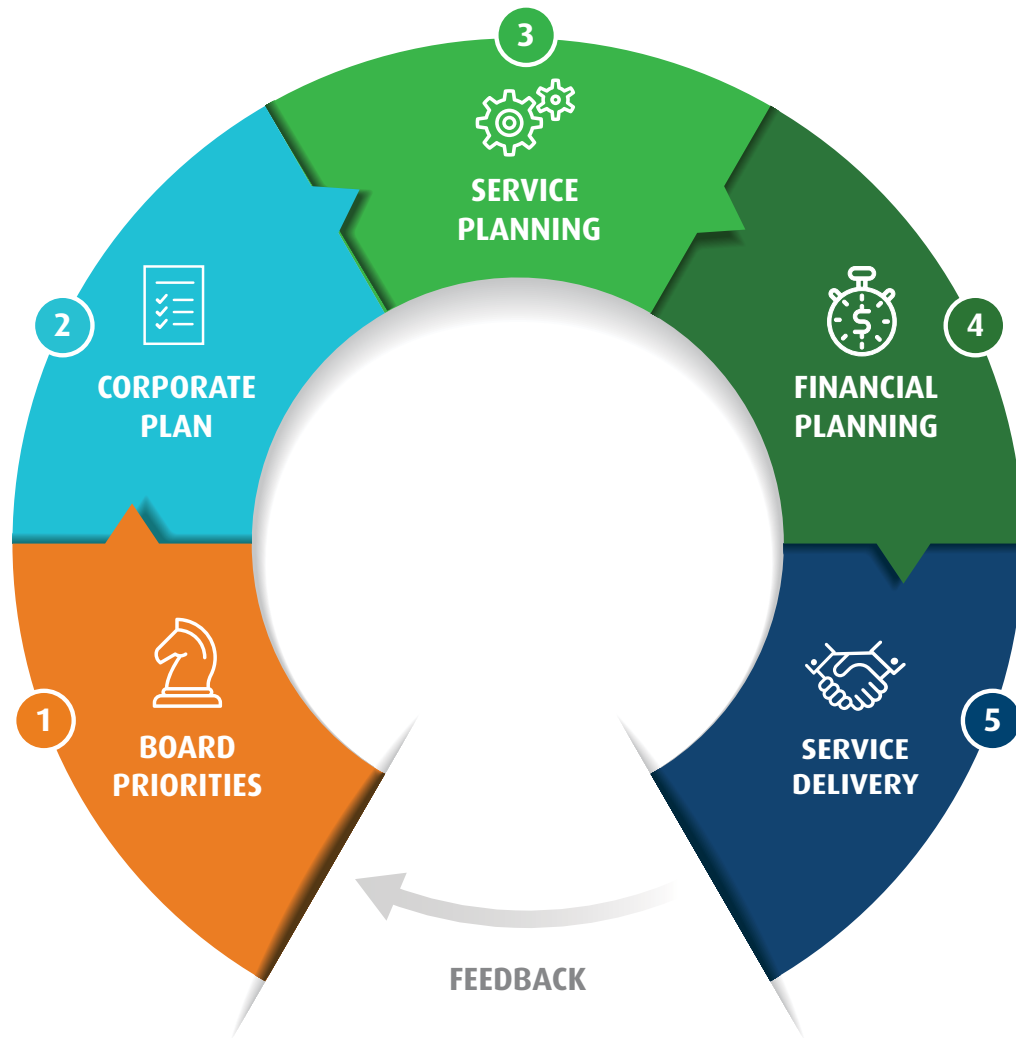 1
BOARD
PRIORITIES
2
CORPORATE
PLAN
3
SERVICE
PLANNING
4
$
FINANCIAL
PLANNING
5
SERVICE
DELIVERY
FEEDBACK